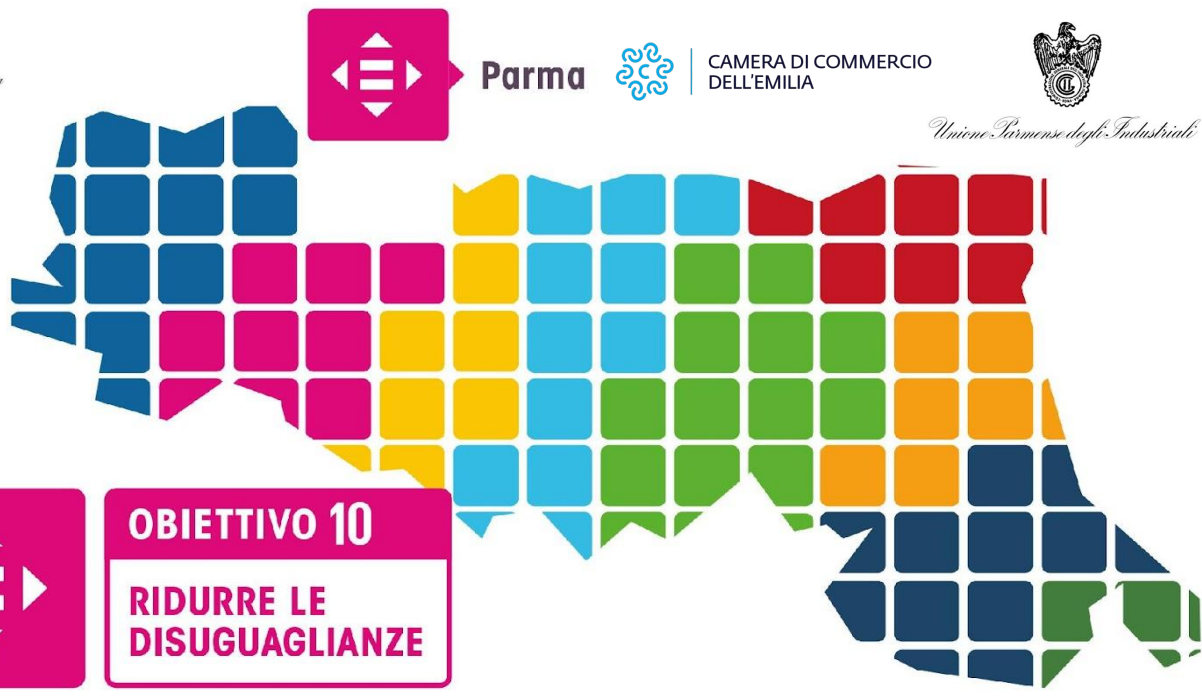 Parma
CAMERA DI COMMERCIO
DELL'EMILIA
Unione Parmense degli Industriali
OBIETTIVO 10
RIDURRE LE
DISUGUAGLIANZE